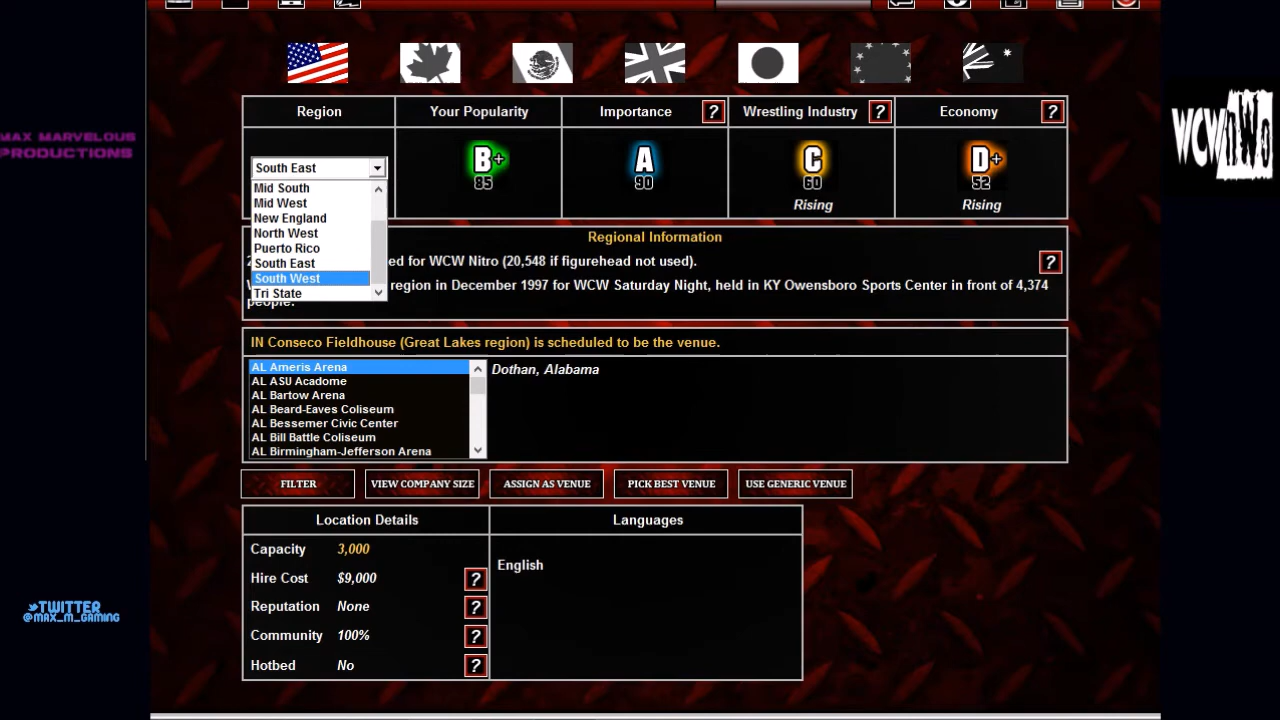 Region
Your Popularity
Importance
?
Wrestling Industry
?
Economy
?
South East
B+
85
A
90
C
60
Rising
D+
52
Rising
Mid South
Mid West
New England
North West
Puerto Rico
South East
South West
Tri State
Regional Information
ed for WCW Nitro (20,548 if figurehead not used).
?
region in December 1997 for WCW Saturday Night, held in KY Owensboro Sports Center in front of 4,374
people.
IN Conseco Fieldhouse (Great Lakes region) is scheduled to be the venue.
AL Ameris Arena
AL ASU Acadome
AL Bartow Arena
AL Beard-Eaves Coliseum
AL Bessemer Civic Center
AL Bill Battle Coliseum
AL Birmingham-Jefferson Arena
Dothan, Alabama
FILTER
VIEW COMPANY SIZE
ASSIGN AS VENUE
PICK BEST VENUE
USE GENERIC VENUE
Location Details
Languages
Capacity 3,000
Hire Cost $9,000 ?
Reputation None ?
Community 100% ?
Hotbed No ?
English
MAX MARVELOUS
PRODUCTIONS
TWITTER
@MAX_M_GAMING
WCW NWO